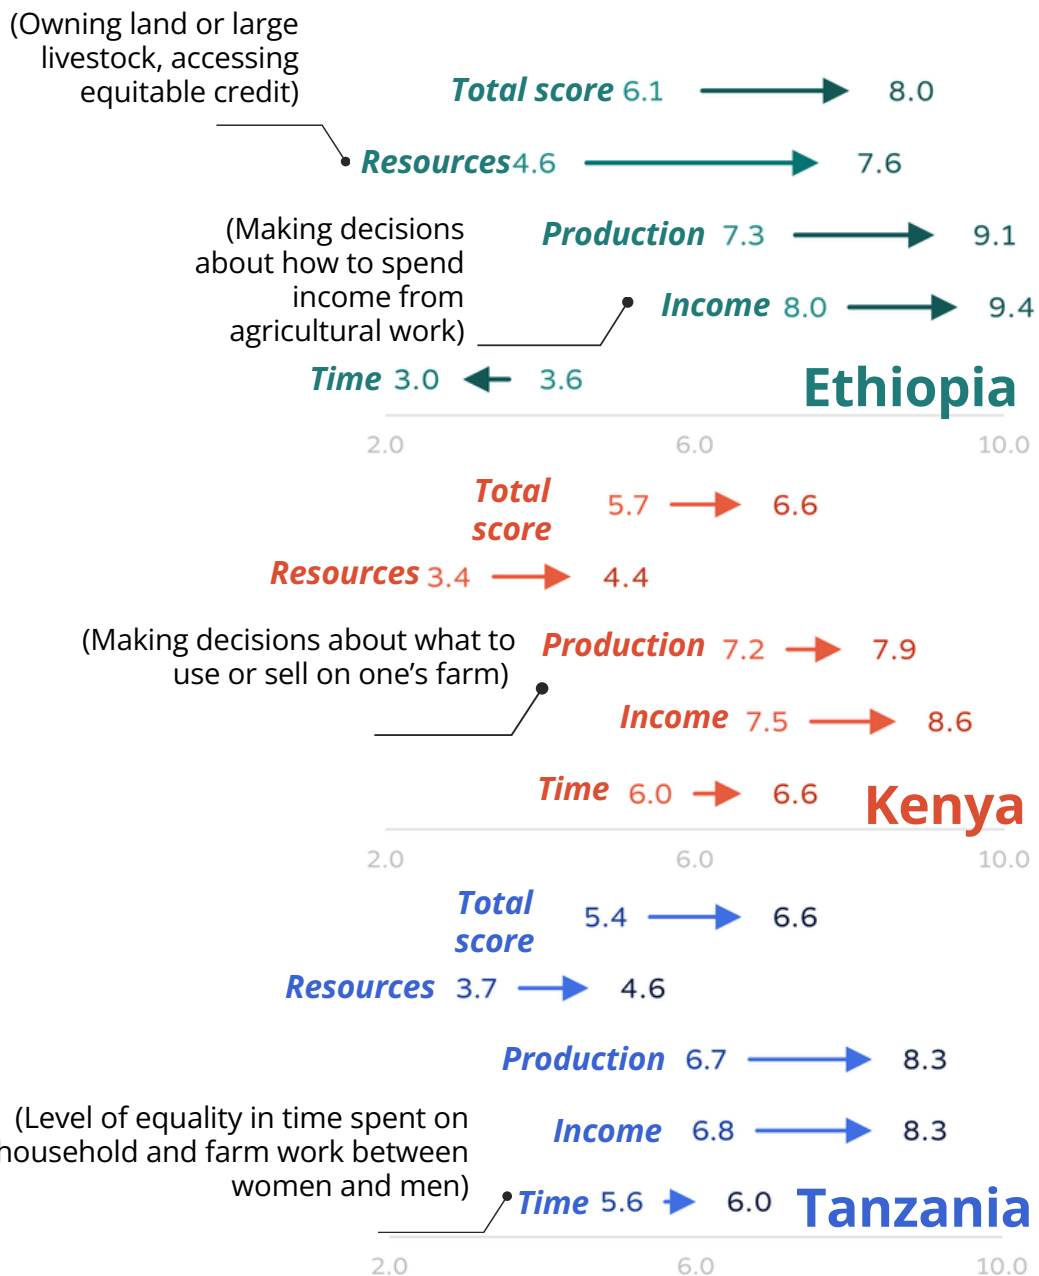 (Owning land or large
livestock, accessing
equitable credit)
Total score 6.1 8.0
Resources 4.6 7.6
(Making decisions
about how to spend
income from
agricultural work)
Production 7.3 9.1
Income 8.0 9.4
Time 3.0 3.6
Ethiopia
2.0 6.0 10.0
Total
score
5.7 6.6
Resources 3.4 4.4
(Making decisions about what to
use or sell on one’s farm)
Production 7.2 7.9
Income 7.5 8.6
Time 6.0 6.6
Kenya
2.0 6.0 10.0
Total
score
5.4 6.6
Resources 3.7 4.6
Production 6.7 8.3
(Level of equality in time spent on
household and farm work between
women and men)
Income 6.8 8.3
Time 5.6 6.0
Tanzania
2.0 6.0 10.0